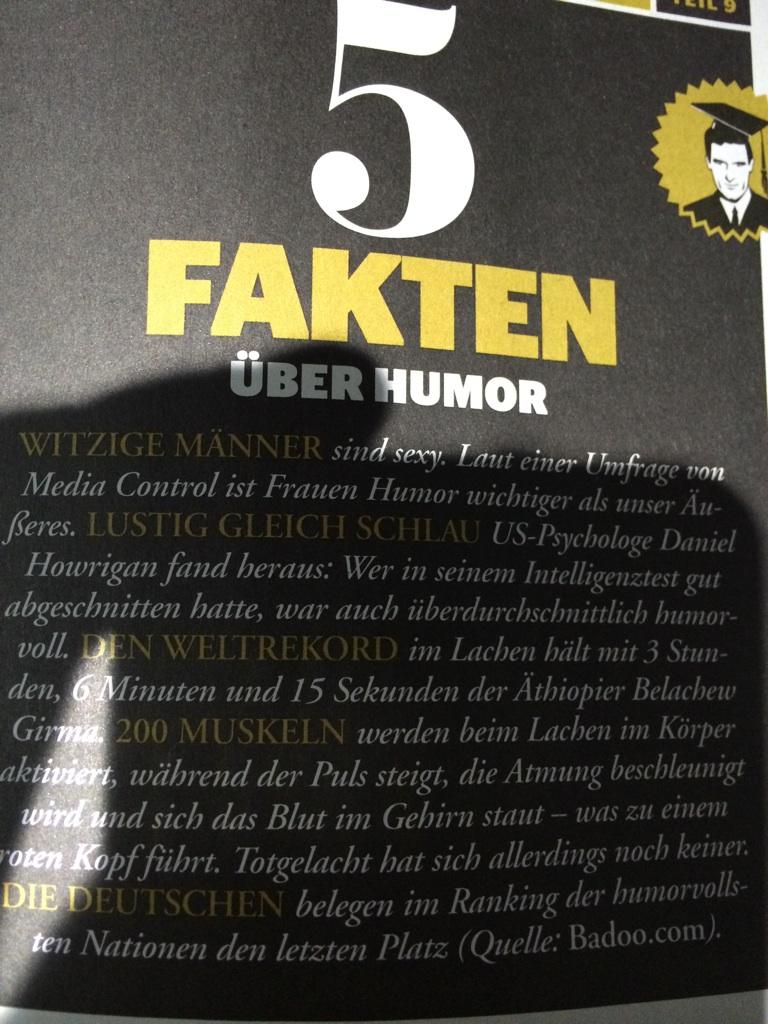 TEIL 9
5
FAKTEN
ÜBER HUMOR
WITZIGE MÄNNER sind sexy. Laut einer Umfrage von
Media Control ist Frauen Humor wichtiger als unser Äu-
ßeres. LUSTIG GLEICH SCHLAU US-Psychologe Daniel
Howrigan fand heraus: Wer in seinem Intelligenztest gut
abgeschnitten hatte, war auch überdurchschnittlich humor-
voll. DEN WELTREKORD im Lachen hält mit 3 Stun-
den, 6 Minuten und 15 Sekunden der Äthiopier Belachew
Girma. 200 MUSKELN werden beim Lachen im Körper
aktiviert, während der Puls steigt, die Atmung beschleunigt
wird und sich das Blut im Gehirn staut – was zu einem
roten Kopf führt. Totgelacht hat sich allerdings noch keiner.
DIE DEUTSCHEN belegen im Ranking der humorvolls-
ten Nationen den letzten Platz (Quelle: Badoo.com).